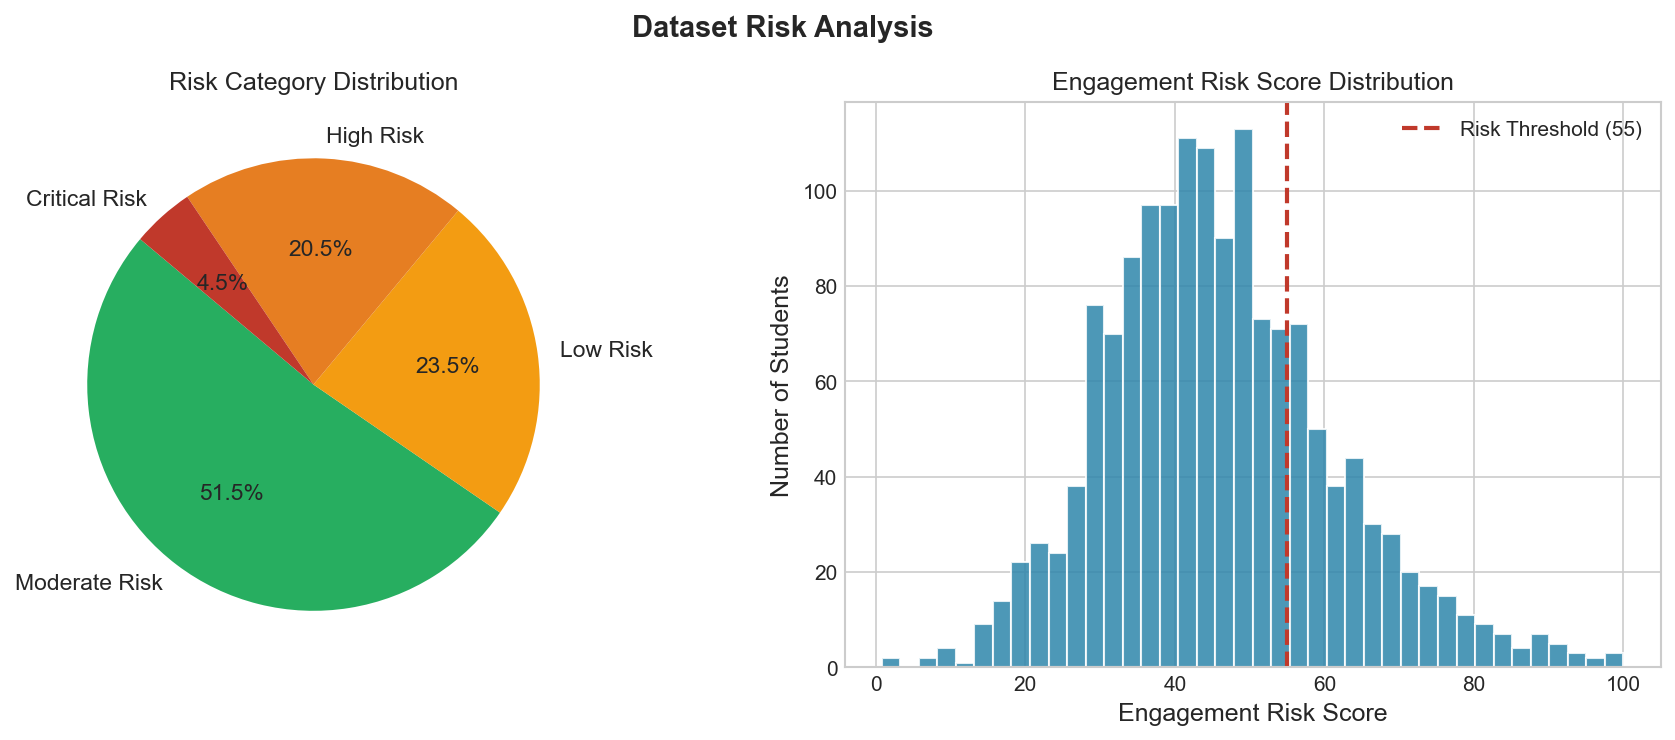 Dataset Risk Analysis
Risk Category Distribution
High Risk
Critical Risk
20.5%
4.5%
Low Risk
23.5%
51.5%
Moderate Risk
Engagement Risk Score Distribution
Risk Threshold (55)
Number of Students
100
80
60
40
20
0
0 20 40 60 80 100
Engagement Risk Score